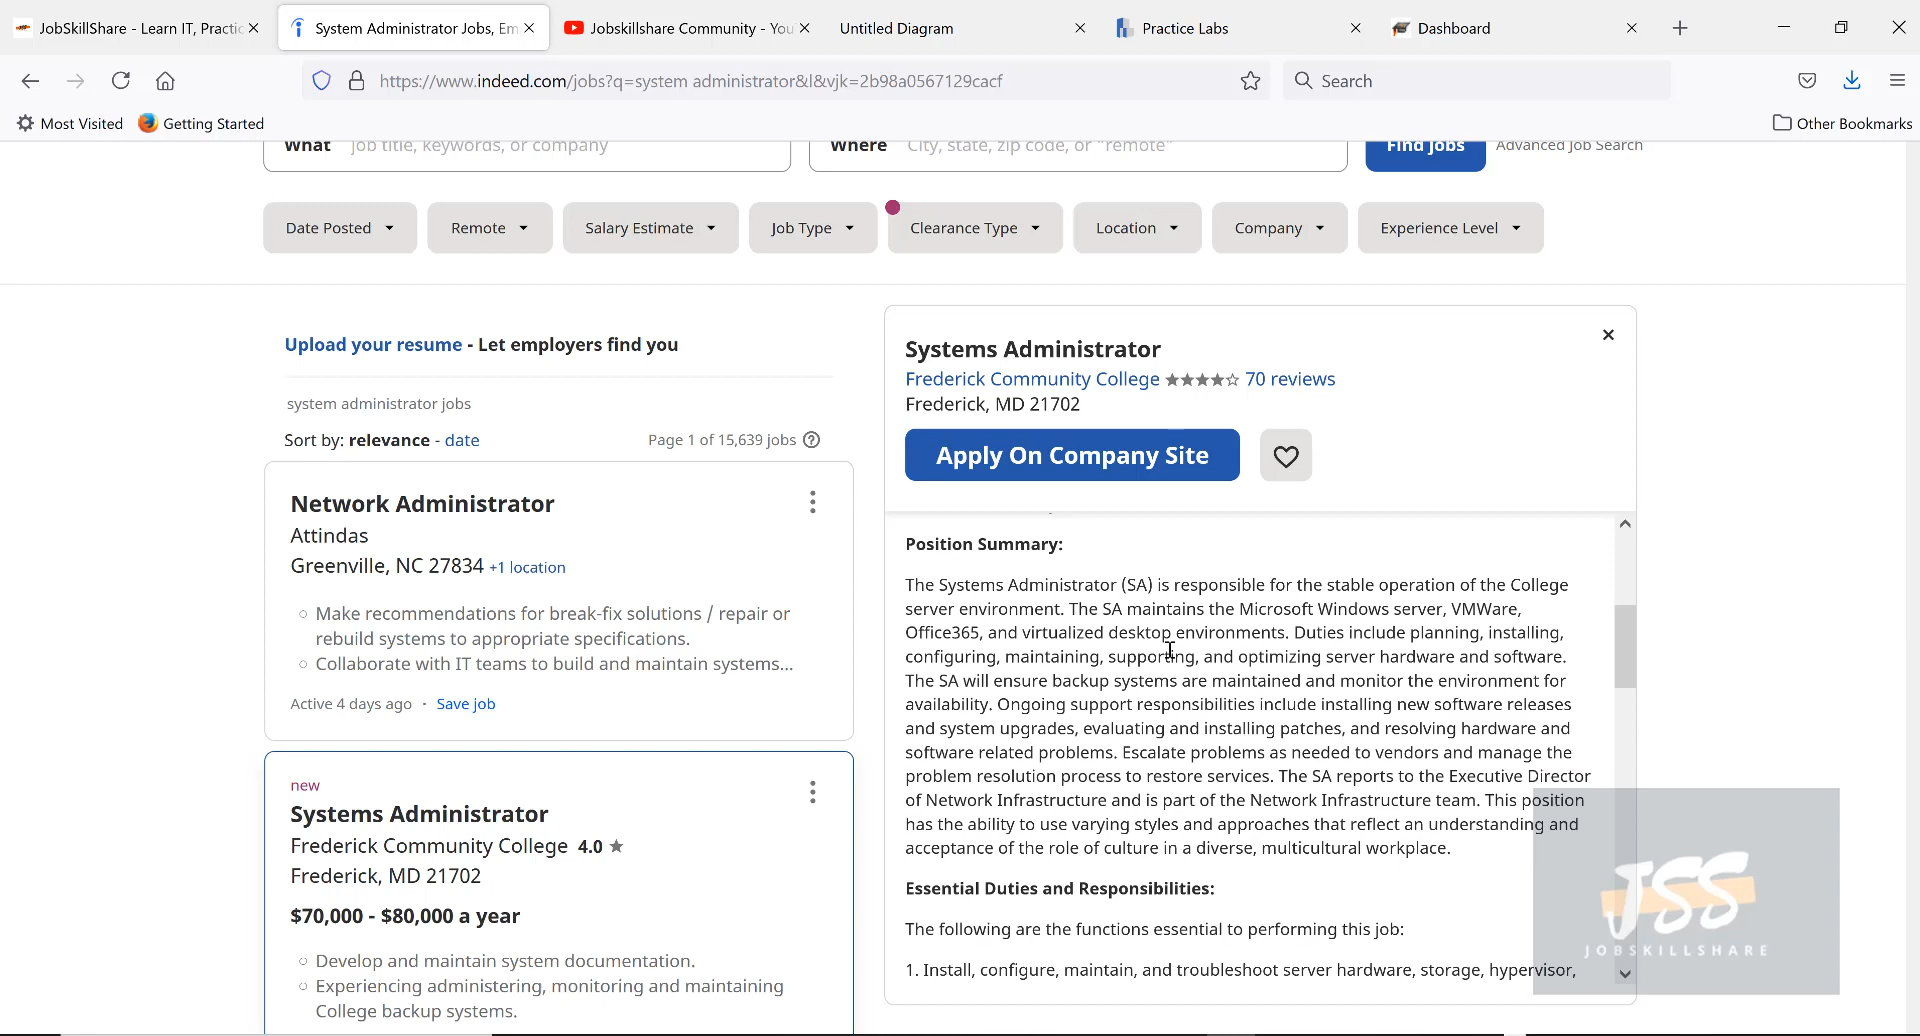 JobSkillShare - Learn IT, Practic
System Administrator Jobs, Em
Jobskillshare Community - You
Untitled Diagram
Practice Labs
Dashboard
https://www.indeed.com/jobs?q=system administrator&l&vjk=2b98a0567129cacf
Search
Most Visited
Getting Started
Other Bookmarks
What
job title, keywords, or company
Where
City, state, zip code, or "remote"
Find jobs
Advanced Job Search
Date Posted
Remote
Salary Estimate
Job Type
Clearance Type
Location
Company
Experience Level
Upload your resume - Let employers find you
system administrator jobs
Sort by: relevance - date
Page 1 of 15,639 jobs
Network Administrator
Attindas
Greenville, NC 27834 +1 location
Make recommendations for break-fix solutions / repair or
rebuild systems to appropriate specifications.
Collaborate with IT teams to build and maintain systems...
Active 4 days ago · Save job
new
Systems Administrator
Frederick Community College 4.0
Frederick, MD 21702
$70,000 - $80,000 a year
Develop and maintain system documentation.
Experiencing administering, monitoring and maintaining
College backup systems.
Systems Administrator
Frederick Community College 70 reviews
Frederick, MD 21702
Apply On Company Site
Position Summary:
The Systems Administrator (SA) is responsible for the stable operation of the College
server environment. The SA maintains the Microsoft Windows server, VMWare,
Office365, and virtualized desktop environments. Duties include planning, installing,
configuring, maintaining, supporting, and optimizing server hardware and software.
The SA will ensure backup systems are maintained and monitor the environment for
availability. Ongoing support responsibilities include installing new software releases
and system upgrades, evaluating and installing patches, and resolving hardware and
software related problems. Escalate problems as needed to vendors and manage the
problem resolution process to restore services. The SA reports to the Executive Director
of Network Infrastructure and is part of the Network Infrastructure team. This position
has the ability to use varying styles and approaches that reflect an understanding and
acceptance of the role of culture in a diverse, multicultural workplace.
Essential Duties and Responsibilities:
The following are the functions essential to performing this job:
1. Install, configure, maintain, and troubleshoot server hardware, storage, hypervisor,
JSS
JOBSKILLSHARE